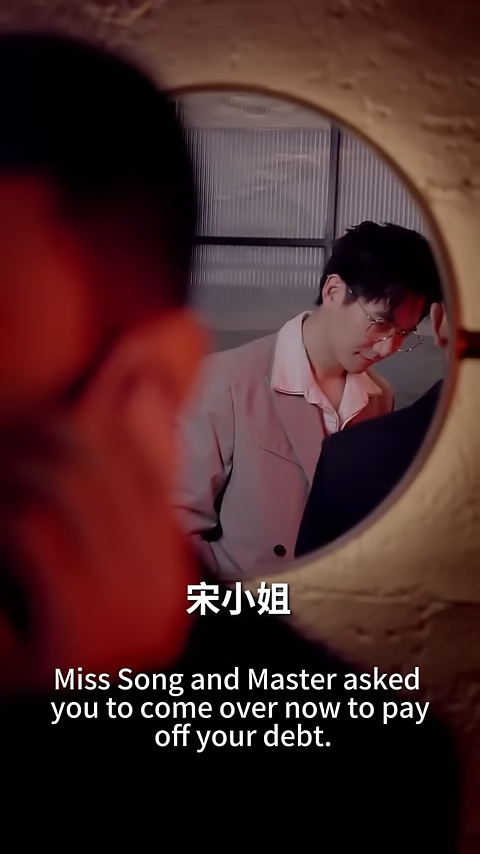 宋小姐
Miss Song and Master asked
you to come over now to pay
off your debt.